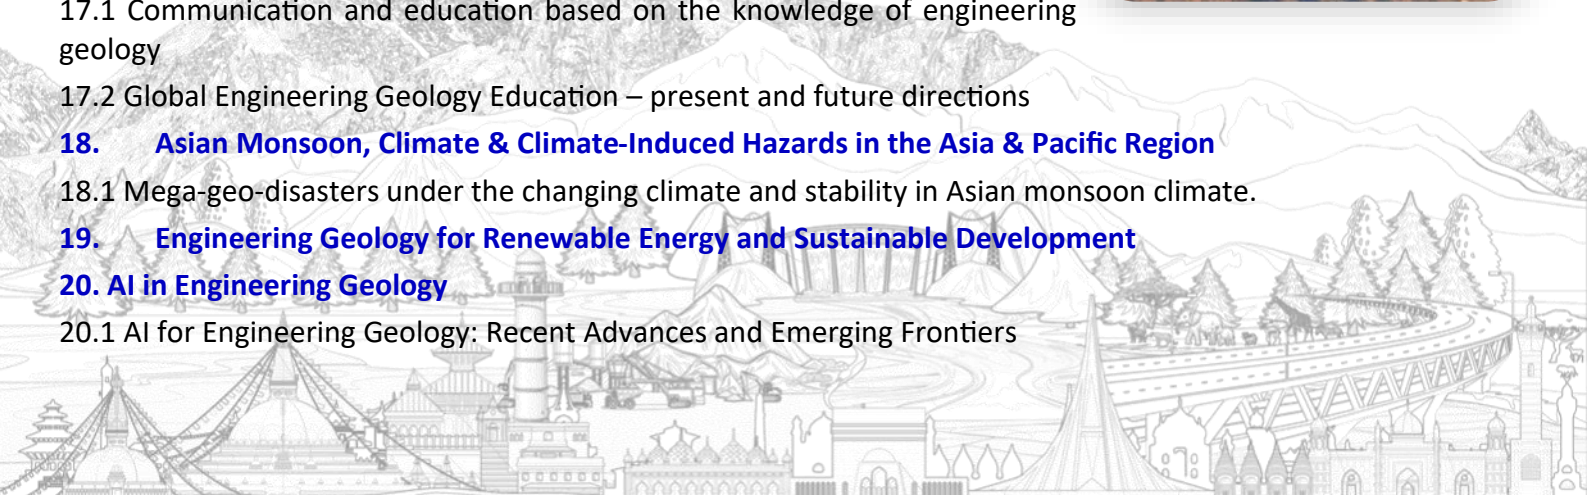 17.1 Communication and education based on the knowledge of engineering
geology
17.2 Global Engineering Geology Education – present and future directions
18. Asian Monsoon, Climate & Climate-Induced Hazards in the Asia & Pacific Region
18.1 Mega-geo-disasters under the changing climate and stability in Asian monsoon climate.
19. Engineering Geology for Renewable Energy and Sustainable Development
20. AI in Engineering Geology
20.1 AI for Engineering Geology: Recent Advances and Emerging Frontiers